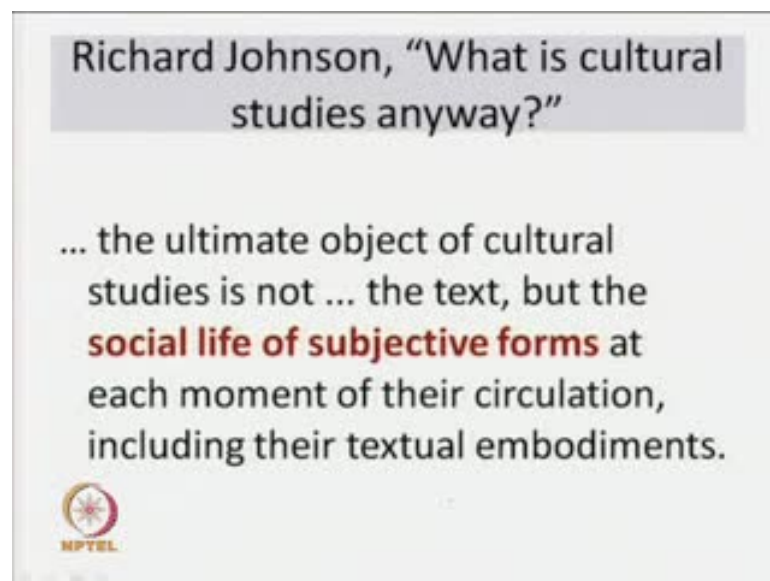 Richard Johnson, “What is cultural
studies anyway?”
... the ultimate object of cultural
studies is not ... the text, but the
social life of subjective forms at
each moment of their circulation,
including their textual embodiments.
NPTEL